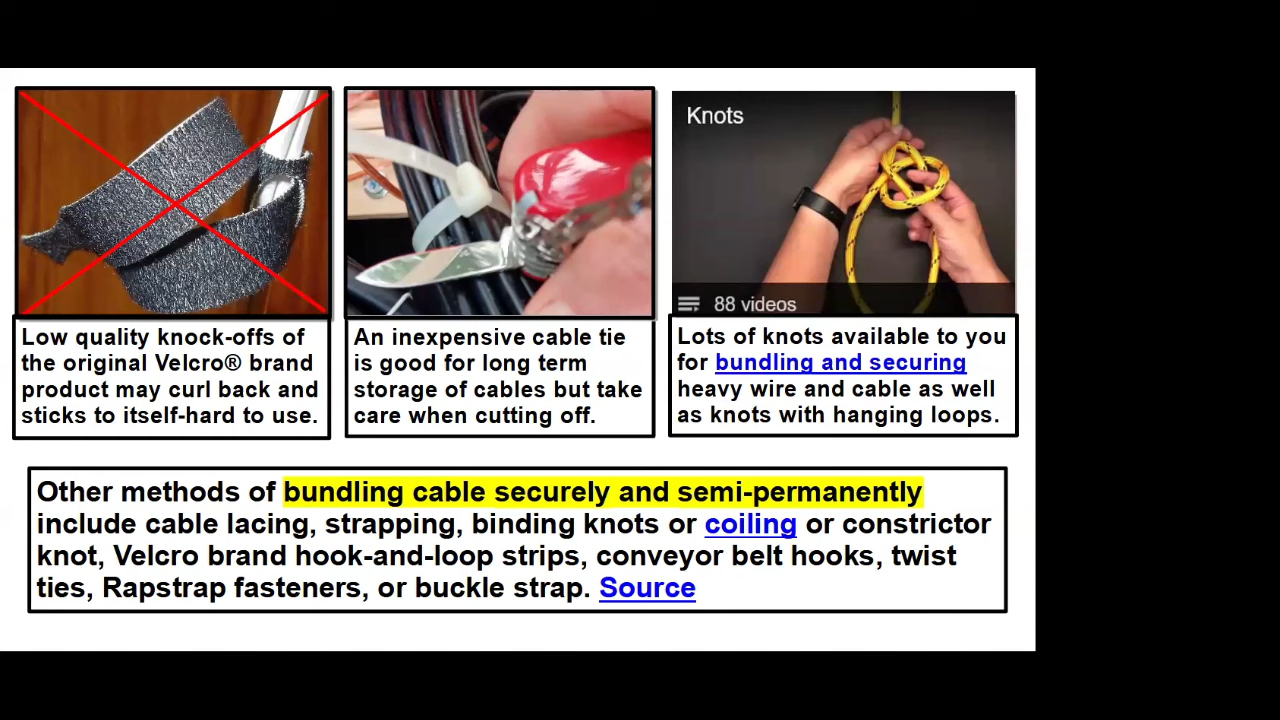 Low quality knock-offs of
the original Velcro® brand
product may curl back and
sticks to itself-hard to use.
An inexpensive cable tie
is good for long term
storage of cables but take
care when cutting off.
Knots
88 videos
Lots of knots available to you
for bundling and securing
heavy wire and cable as well
as knots with hanging loops.
Other methods of bundling cable securely and semi-permanently
include cable lacing, strapping, binding knots or coiling or constrictor
knot, Velcro brand hook-and-loop strips, conveyor belt hooks, twist
ties, Rapstrap fasteners, or buckle strap. Source